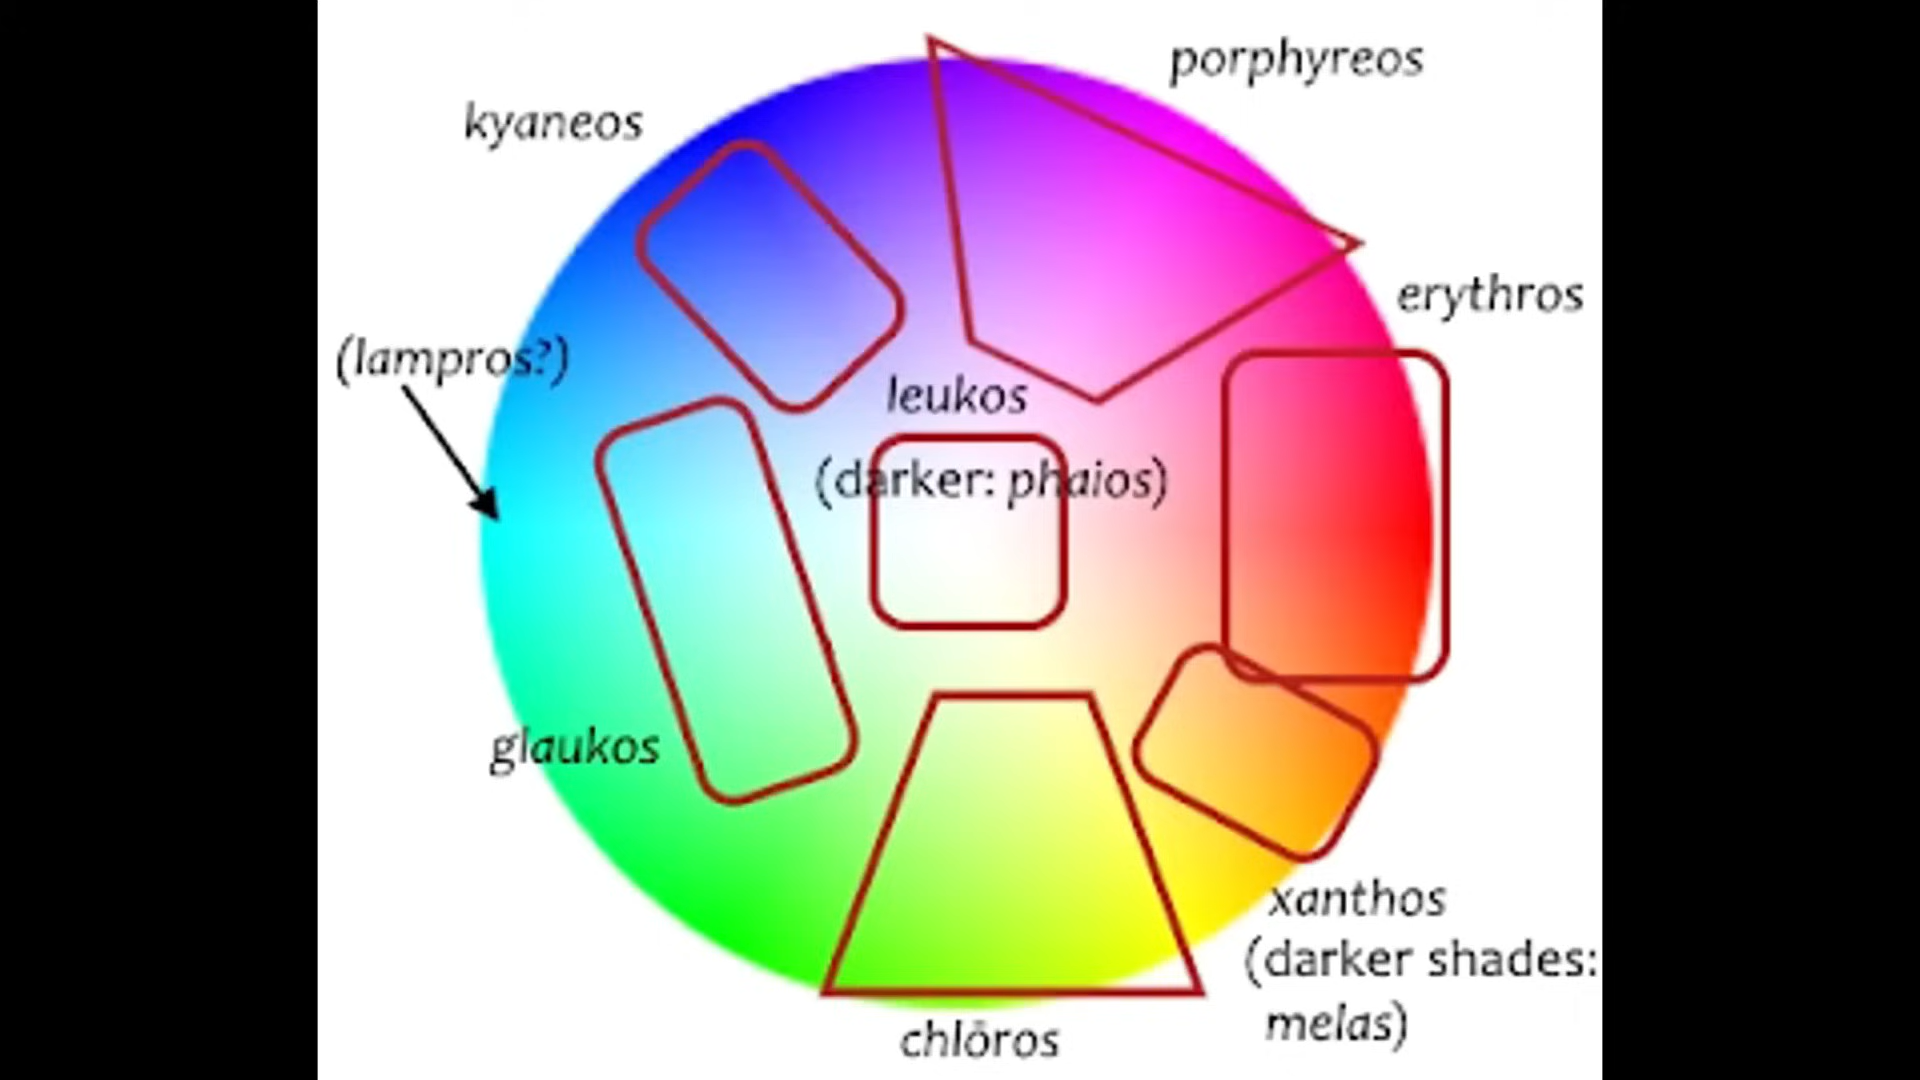 porphyreos
kyaneos
erythros
(lampros?)
leukos
(darker: phaios)
glaukos
xanthos
(darker shades:
melas)
chlōros